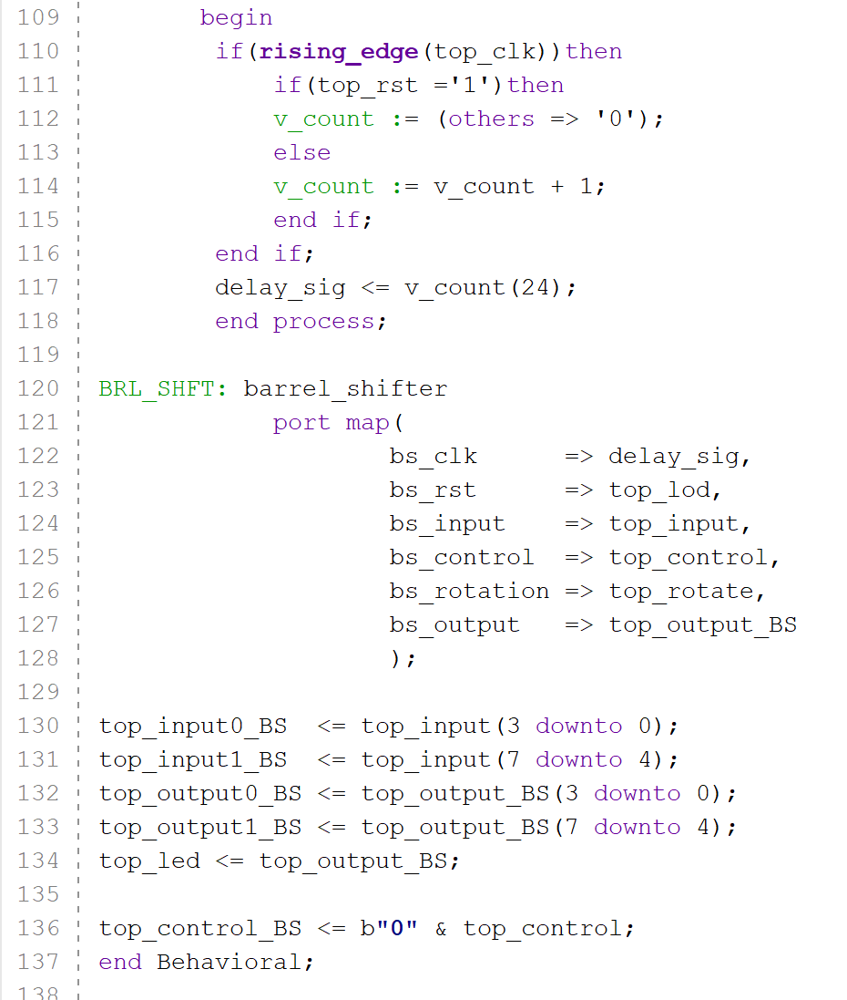 109 begin
110 if(rising_edge(top_clk))then
111 if(top_rst ='1')then
112 v_count := (others => '0');
113 else
114 v_count := v_count + 1;
115 end if;
116 end if;
117 delay_sig <= v_count(24);
118 end process;
119
120 BRL_SHFT: barrel_shifter
121 port map(
122 bs_clk => delay_sig,
123 bs_rst => top_lod,
124 bs_input => top_input,
125 bs_control => top_control,
126 bs_rotation => top_rotate,
127 bs_output => top_output_BS
128 );
129
130 top_input0_BS <= top_input(3 downto 0);
131 top_input1_BS <= top_input(7 downto 4);
132 top_output0_BS <= top_output_BS(3 downto 0);
133 top_output1_BS <= top_output_BS(7 downto 4);
134 top_led <= top_output_BS;
135
136 top_control_BS <= b"0" & top_control;
137 end Behavioral;
138